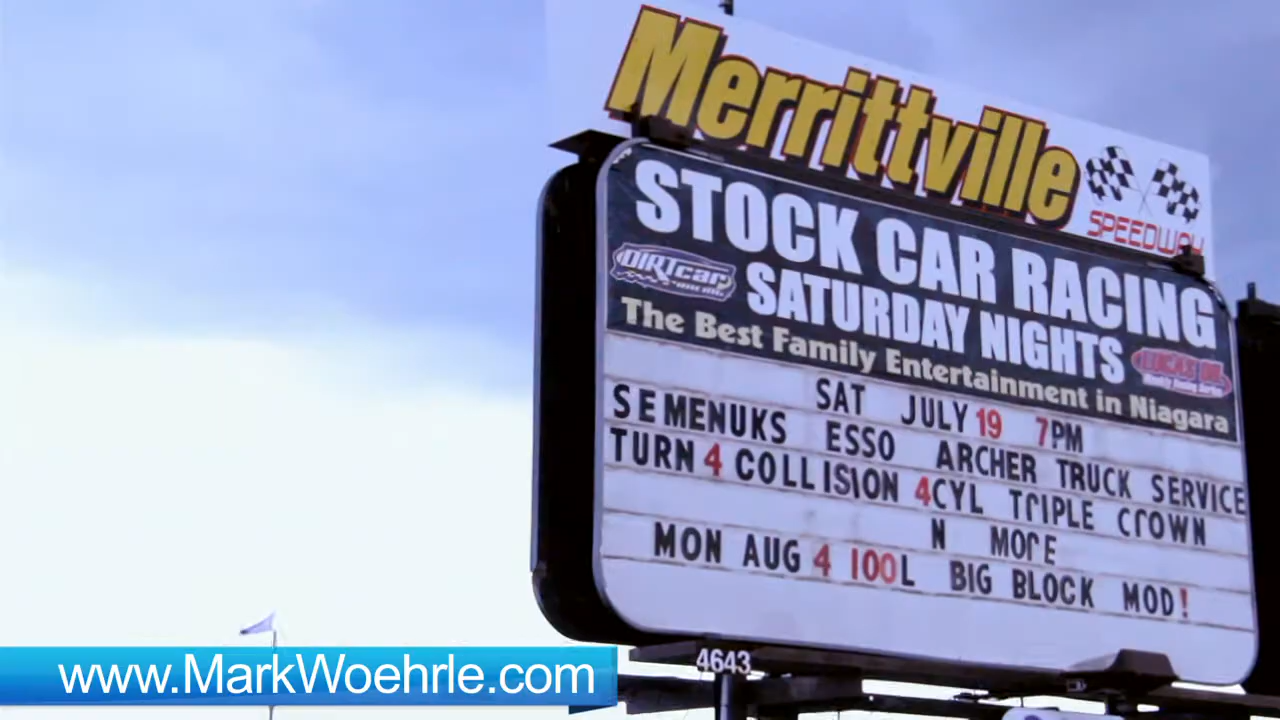 Merrittville
SPEEDWAY
STOCK CAR RACING
DIRTcar
SATURDAY NIGHTS
LUCAS OIL
The Best Family Entertainment in Niagara
SAT JULY 19 7PM
SEMENUKS ESSO ARCHER TRUCK SERVICE
TURN 4 COLLISION 4CYL TRIPLE CROWN
N MORE
MON AUG 4 100L BIG BLOCK MOD!
4643
www.MarkWoehrle.com